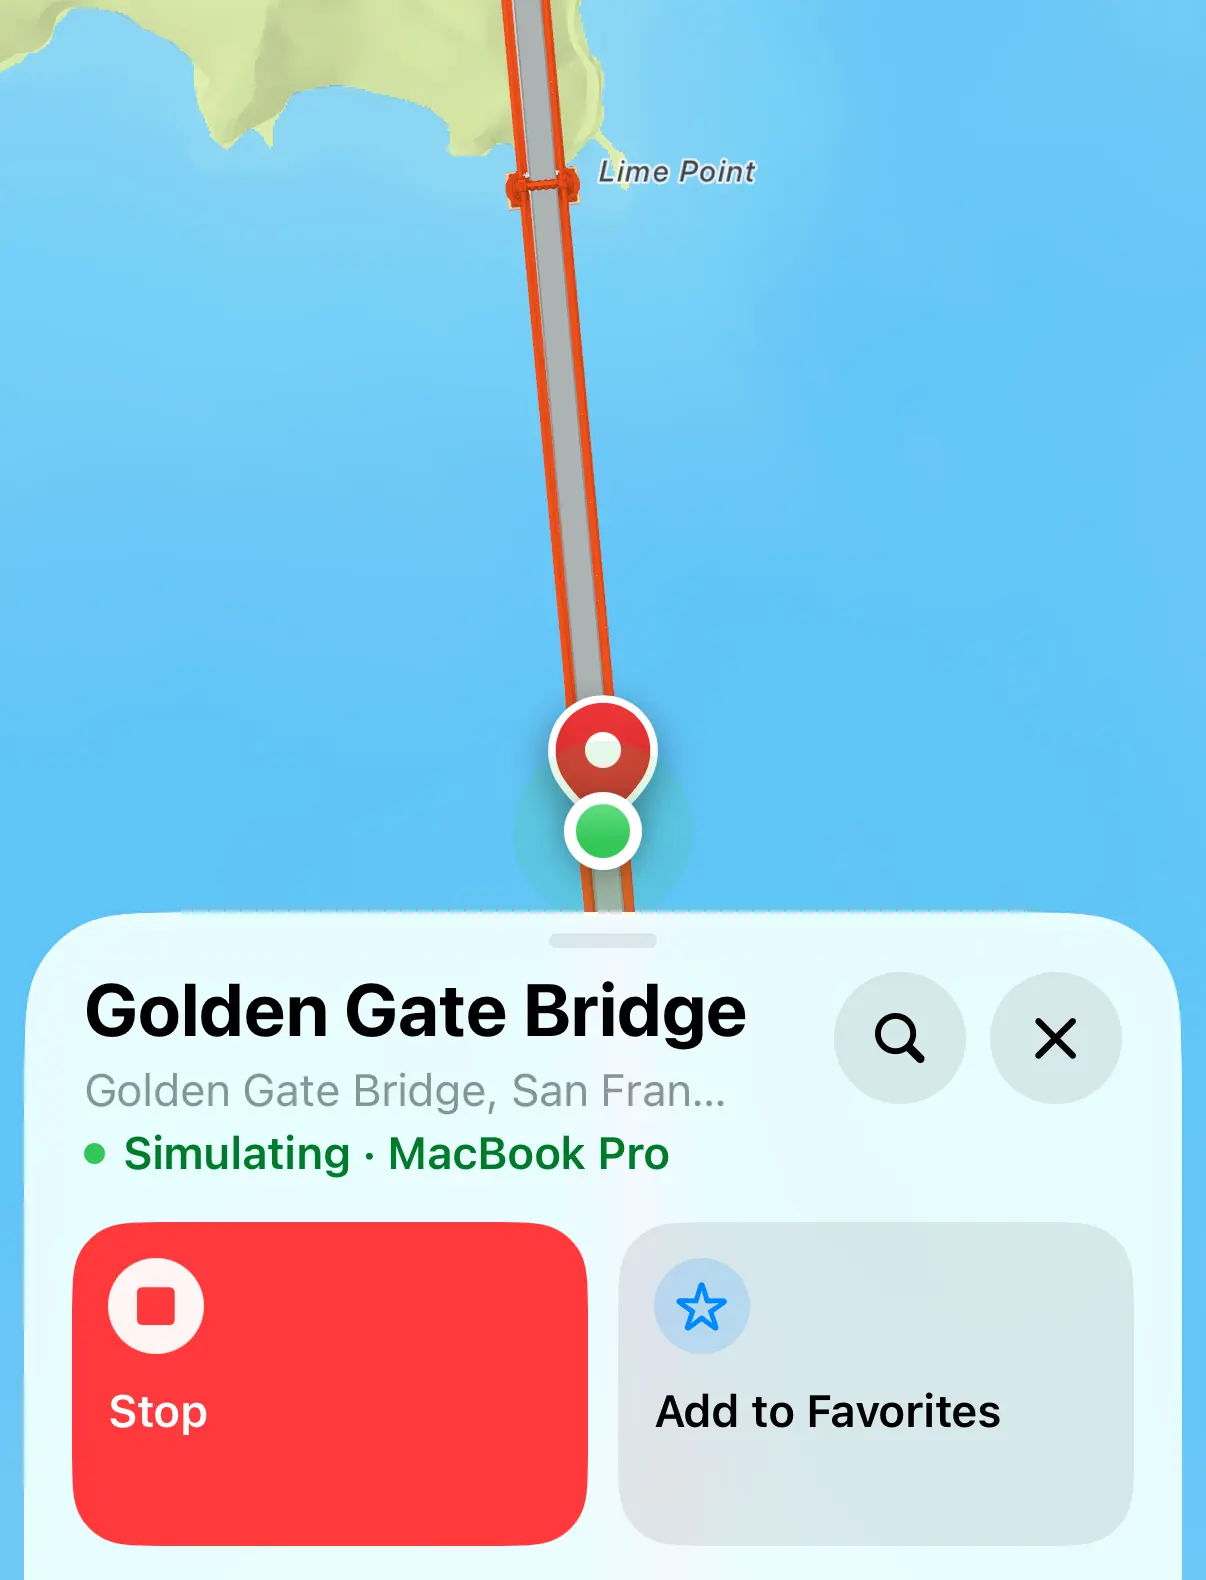 Lime Point
Golden Gate Bridge
Golden Gate Bridge, San Fran...
Simulating · MacBook Pro
Stop
Add to Favorites